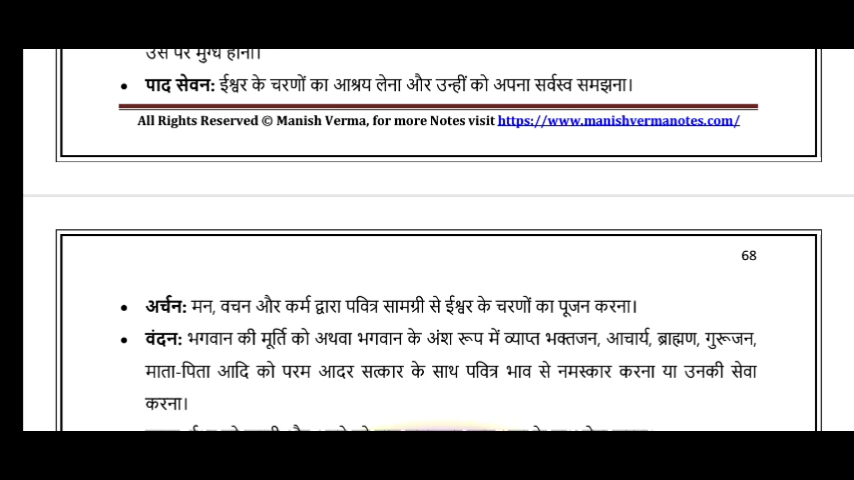 उस पर मुग्ध होना।
• पाद सेवन: ईश्वर के चरणों का आश्रय लेना और उन्हीं को अपना सर्वस्व समझना।
All Rights Reserved © Manish Verma, for more Notes visit https://www.manishvermanotes.com/
68
• अर्चन: मन, वचन और कर्म द्वारा पवित्र सामग्री से ईश्वर के चरणों का पूजन करना।
• वंदन: भगवान की मूर्ति को अथवा भगवान के अंश रूप में व्याप्त भक्तजन, आचार्य, ब्राह्मण, गुरूजन,
माता-पिता आदि को परम आदर सत्कार के साथ पवित्र भाव से नमस्कार करना या उनकी सेवा
करना।